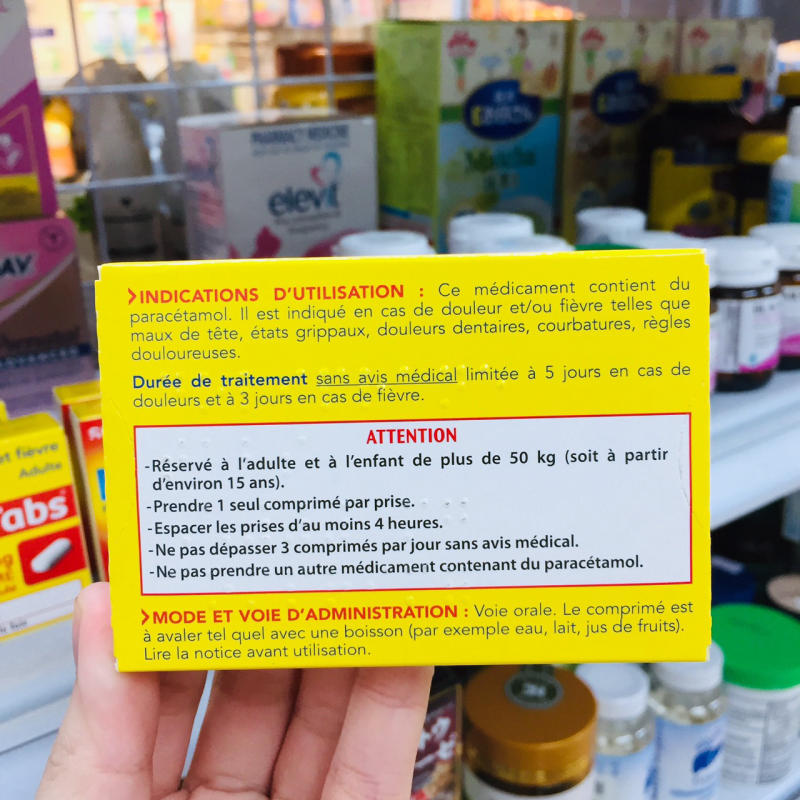 PHARMACY MEDICINE
elevit
AY
ADVANCED
>INDICATIONS D'UTILISATION : Ce médicament contient du
paracétamol. Il est indiqué en cas de douleur et/ou fièvre telles que
maux de tête, états grippaux, douleurs dentaires, courbatures, règles
douloureuses.
Durée de traitement sans avis médical limitée à 5 jours en cas de
douleurs et à 3 jours en cas de fièvre.
ATTENTION
-Réservé à l'adulte et à l'enfant de plus de 50 kg (soit à partir
d'environ 15 ans).
-Prendre 1 seul comprimé par prise.
-Espacer les prises d'au moins 4 heures.
-Ne pas dépasser 3 comprimés par jour sans avis médical.
-Ne pas prendre un autre médicament contenant du paracétamol.
>MODE ET VOIE D'ADMINISTRATION : Voie orale. Le comprimé est
à avaler tel quel avec une boisson (par exemple eau, lait, jus de fruits).
Lire la notice avant utilisation.
et fièvre
Adulte
Tabs